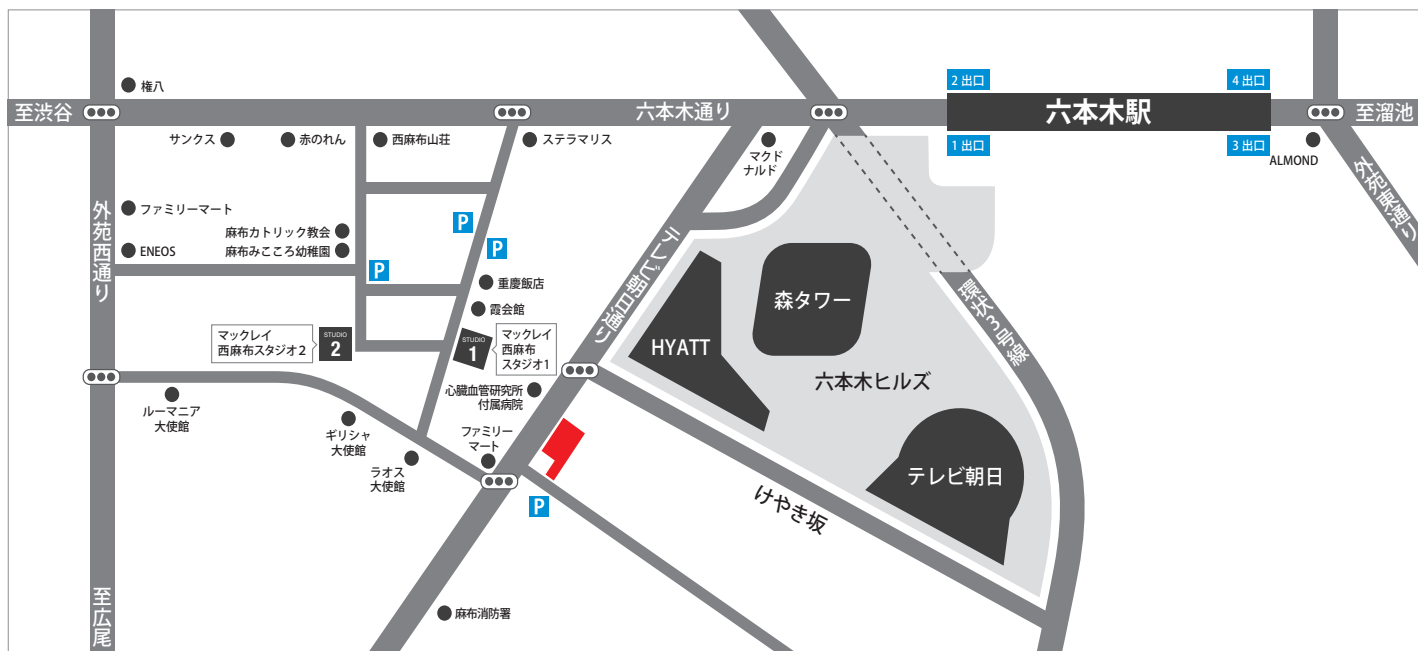 権八
至渋谷
六本木通り
2 出口
4 出口
六本木駅
至溜池
1 出口
3 出口
サンクス
赤のれん
西麻布山荘
ステラマリス
マクド
ナルド
ALMOND
外苑東通り
外苑西通り
ファミリーマート
麻布カトリック教会
ENEOS
麻布みこころ幼稚園
P
P
P
テレビ朝日通り
重慶飯店
霞会館
森タワー
環状3号線
マックレイ
西麻布スタジオ2
STUDIO
2
STUDIO
1
マックレイ
西麻布
スタジオ1
HYATT
六本木ヒルズ
心臓血管研究所
付属病院
ルーマニア
大使館
ギリシャ
大使館
ラオス
大使館
ファミリー
マート
テレビ朝日
けやき坂
P
至広尾
麻布消防署